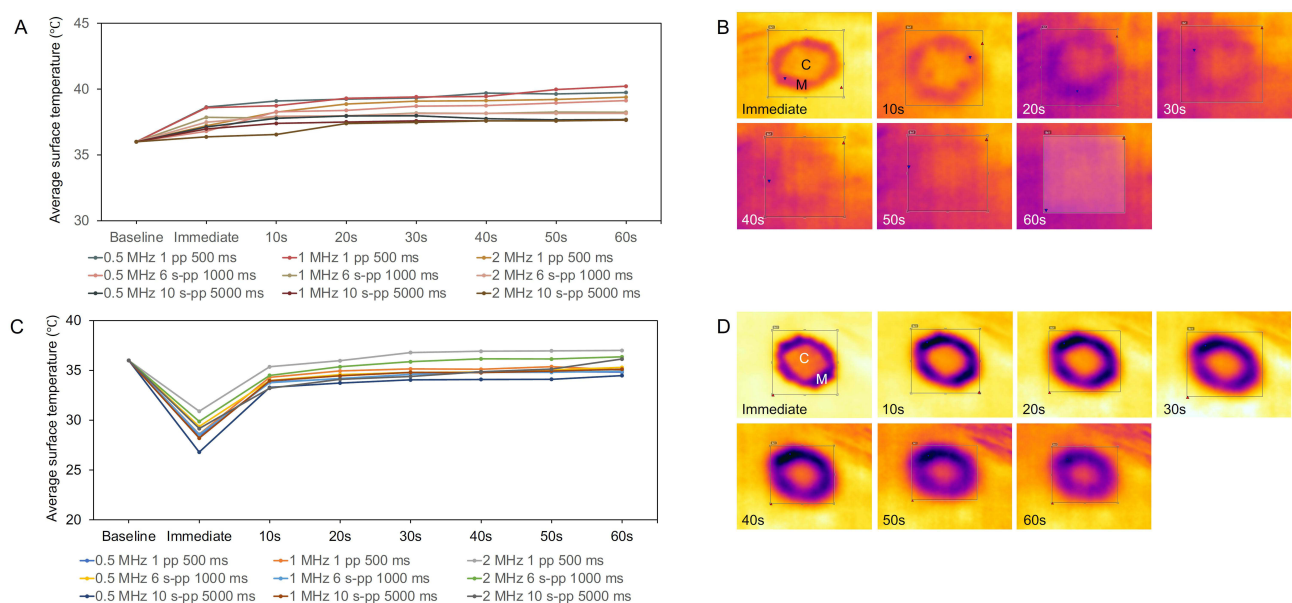 A
Average surface temperature (℃)
45
40
35
30
Baseline Immediate 10s 20s 30s 40s 50s 60s
0.5 MHz 1 pp 500 ms 1 MHz 1 pp 500 ms 2 MHz 1 pp 500 ms
0.5 MHz 6 s-pp 1000 ms 1 MHz 6 s-pp 1000 ms 2 MHz 6 s-pp 1000 ms
0.5 MHz 10 s-pp 5000 ms 1 MHz 10 s-pp 5000 ms 2 MHz 10 s-pp 5000 ms
B
C
M
Immediate
10s
20s
30s
40s
50s
60s
C
Average surface temperature (℃)
40
35
30
25
20
Baseline Immediate 10s 20s 30s 40s 50s 60s
0.5 MHz 1 pp 500 ms 1 MHz 1 pp 500 ms 2 MHz 1 pp 500 ms
0.5 MHz 6 s-pp 1000 ms 1 MHz 6 s-pp 1000 ms 2 MHz 6 s-pp 1000 ms
0.5 MHz 10 s-pp 5000 ms 1 MHz 10 s-pp 5000 ms 2 MHz 10 s-pp 5000 ms
D
C
M
Immediate
10s
20s
30s
40s
50s
60s